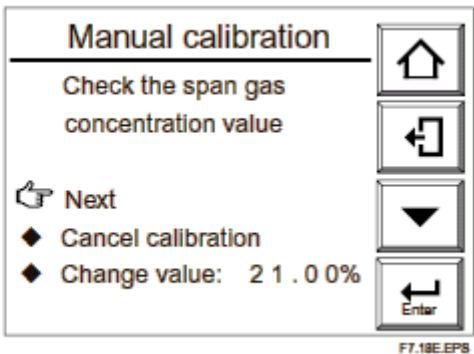 Manual calibration
Check the span gas
concentration value
Next
Cancel calibration
Change value: 21.00%
Enter
F7.18E.EPS